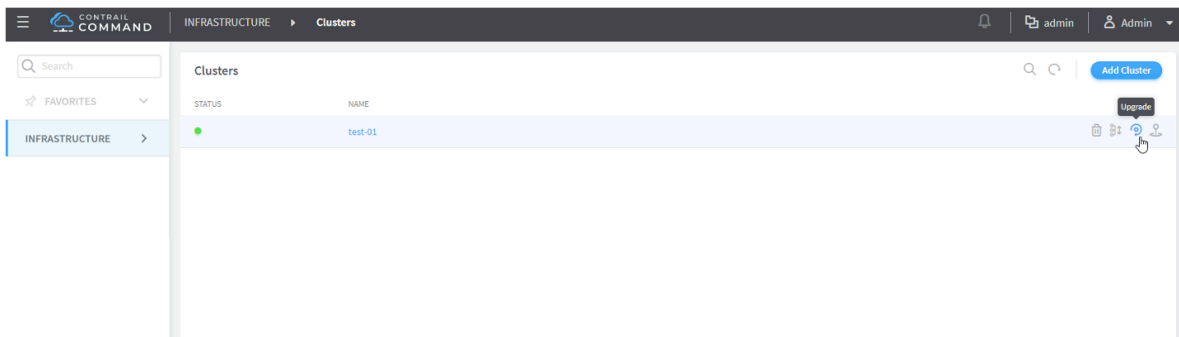 CONTRAIL
COMMAND
INFRASTRUCTURE
Clusters
admin
Admin
Search
FAVORITES
INFRASTRUCTURE
Clusters
Add Cluster
STATUS
NAME
Upgrade
test-01